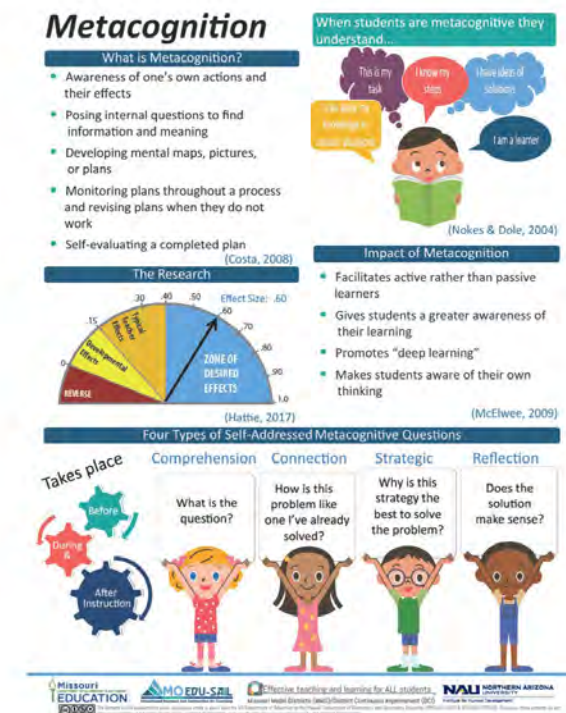 Metacognition
What is Metacognition?
• Awareness of one's own actions and
their effects
• Posing internal questions to find
information and meaning
• Developing mental maps, pictures,
or plans
• Monitoring plans throughout a process
and revising plans when they do not
work
• Self-evaluating a completed plan
(Costa, 2008)
When students are metacognitive they
understand...
This is my
task
I know my
steps
I have ideas of
solutions
I am a learner
(Nokes & Dole, 2004)
The Research
Effect Size: .60
0
.15
.30
.40
.50
.60
.70
.80
.90
1.0
REVERSE
Developmental
Effects
Typical
Teacher
Effects
ZONE OF
DESIRED
EFFECTS
(Hattie, 2017)
Impact of Metacognition
• Facilitates active rather than passive
learners
• Gives students a greater awareness of
their learning
• Promotes "deep learning"
• Makes students aware of their own
thinking
(McElwee, 2009)
Four Types of Self-Addressed Metacognitive Questions
Takes place
Before
During
&
After
Instruction
Comprehension
What is the
question?
Connection
How is this
problem like
one I've already
solved?
Strategic
Why is this
strategy the
best to solve
the problem?
Reflection
Does the
solution
make sense?
Missouri
EDUCATION
MOEDU-SAIL
Effective teaching and learning for ALL students
NAU NORTHERN ARIZONA
UNIVERSITY